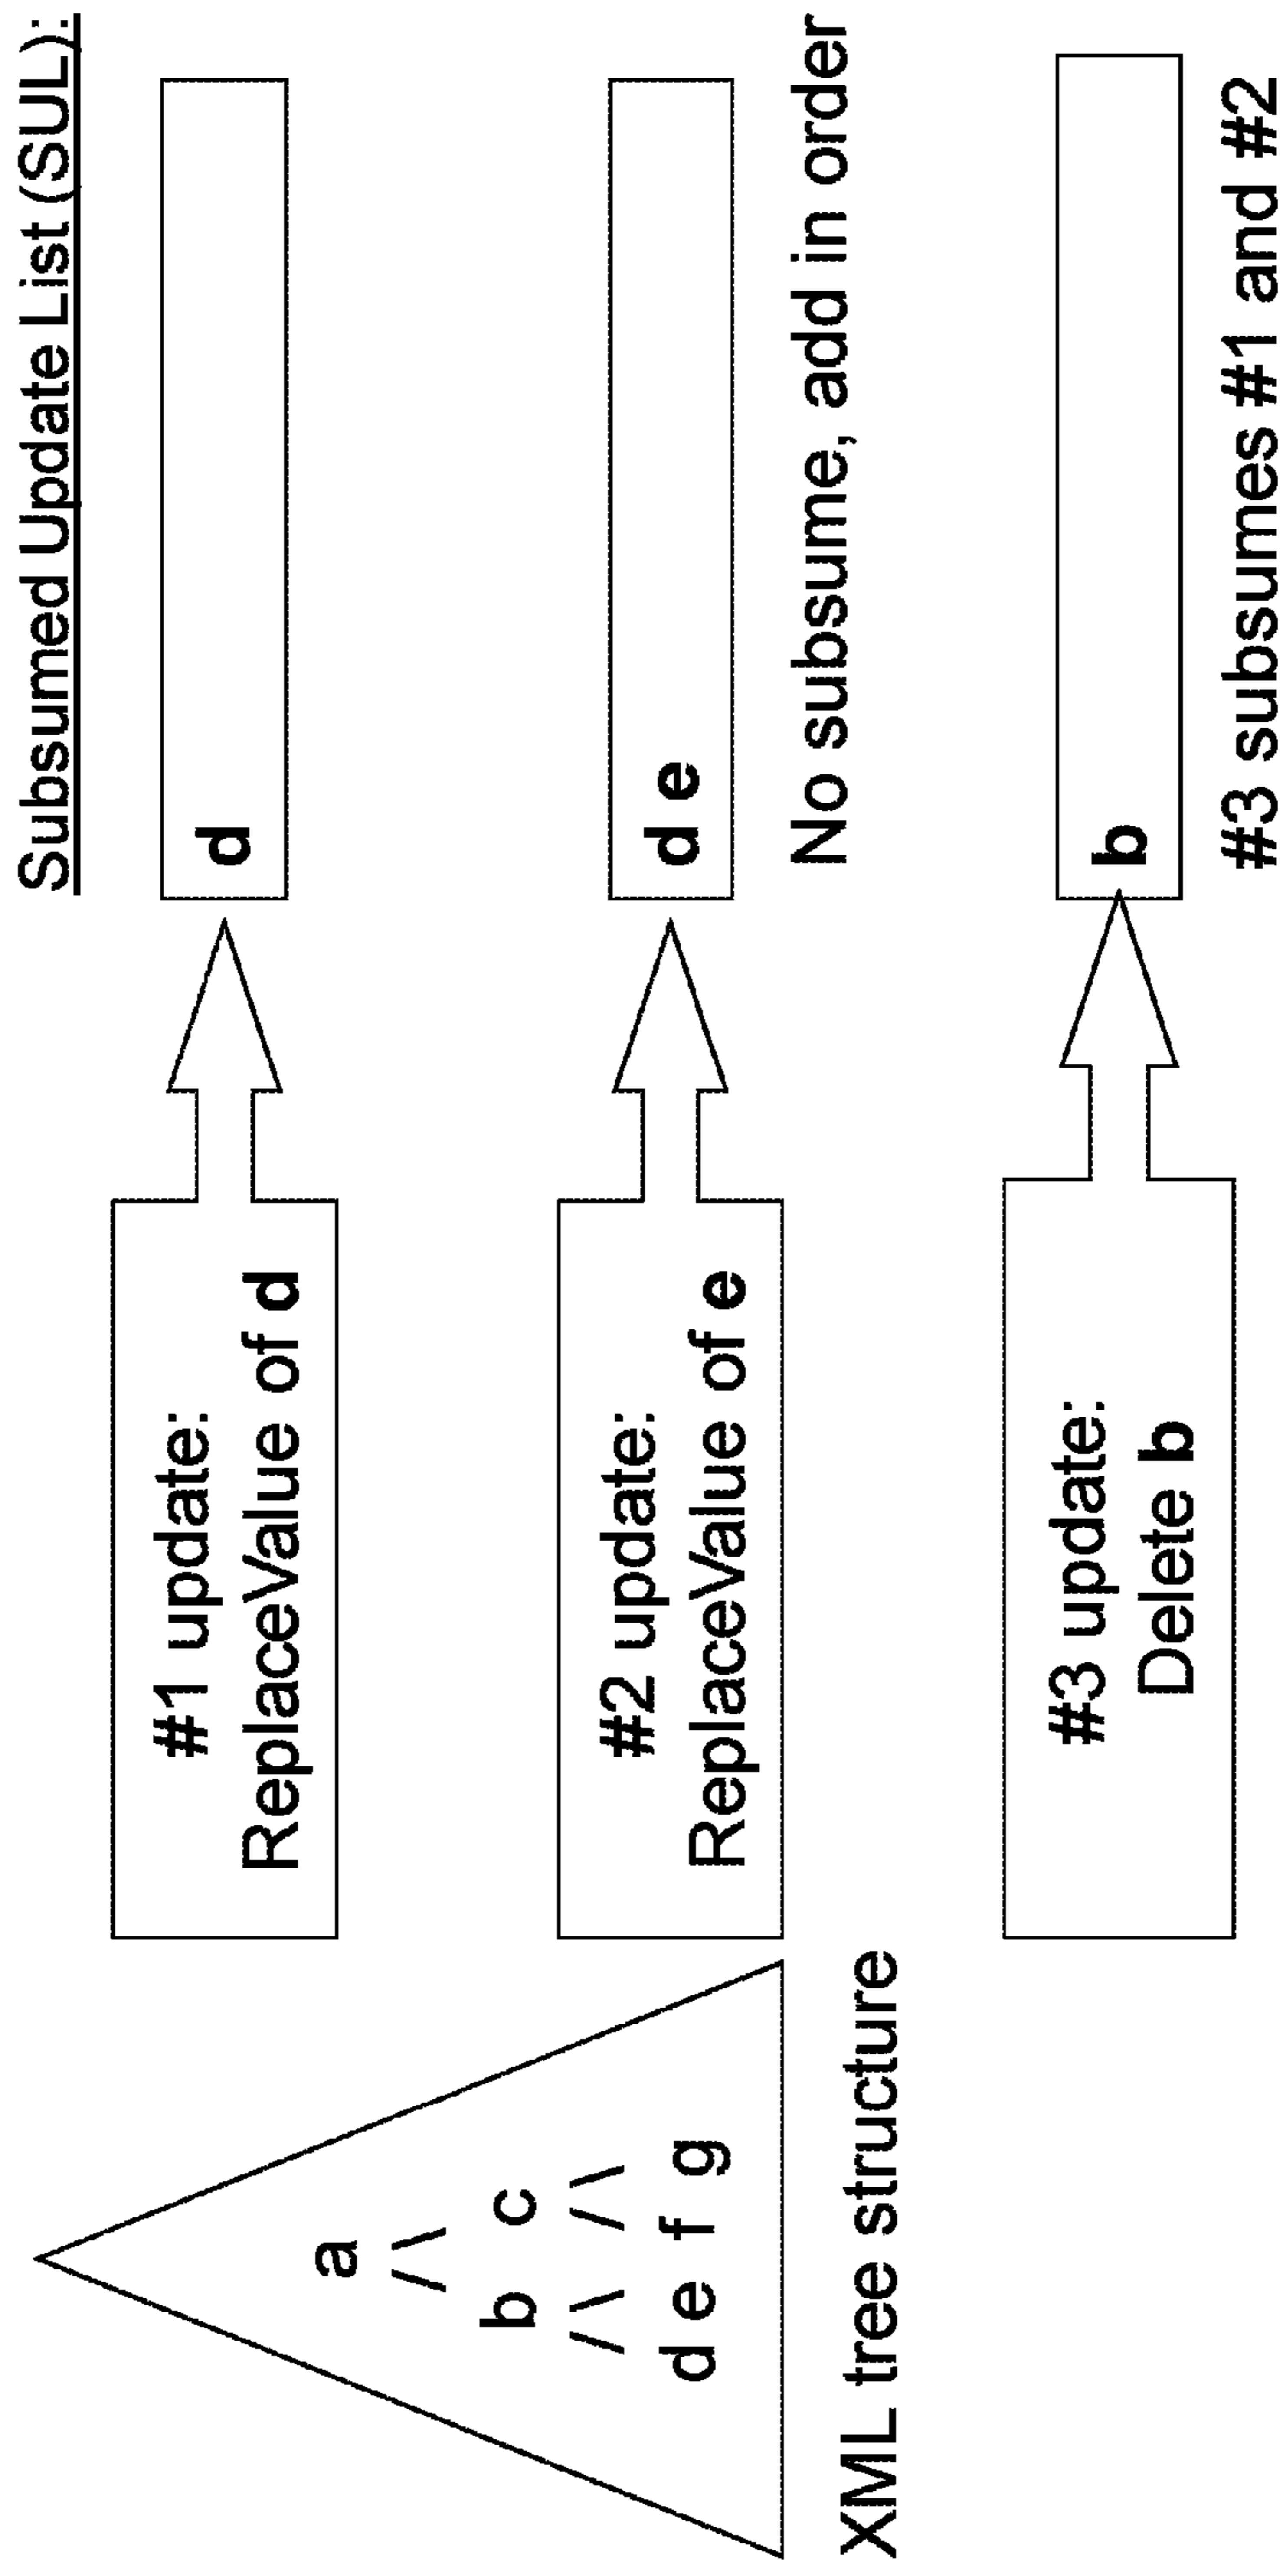 Subsumed Update List (SUL):
a
b c
d e f g
XML tree structure
#1 update:
ReplaceValue of d
d
#2 update:
ReplaceValue of e
d e
No subsume, add in order
#3 update:
Delete b
b
#3 subsumes #1 and #2